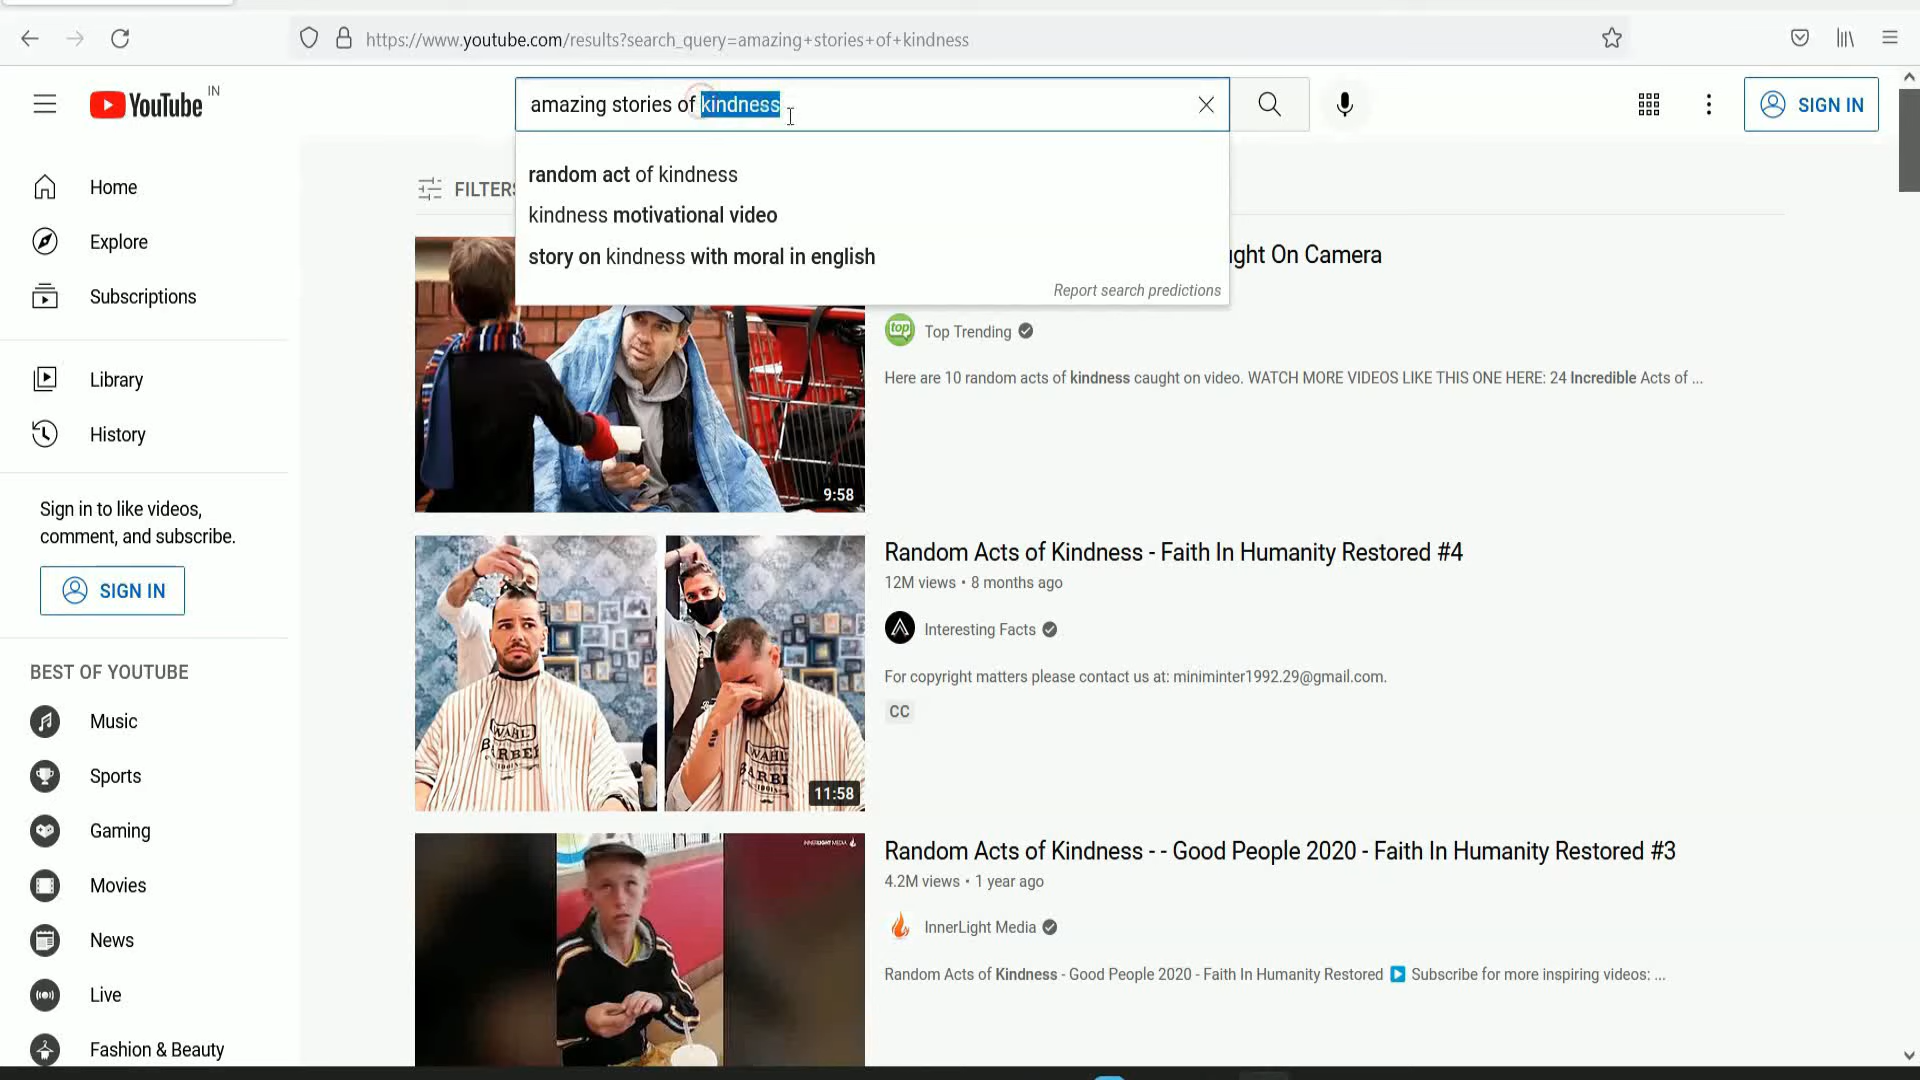 https://www.youtube.com/results?search_query=amazing+stories+of+kindness
YouTube IN
amazing stories of kindness
SIGN IN
random act of kindness
kindness motivational video
story on kindness with moral in english
Report search predictions
Home
Explore
Subscriptions
Library
History
Sign in to like videos,
comment, and subscribe.
SIGN IN
BEST OF YOUTUBE
Music
Sports
Gaming
Movies
News
Live
Fashion & Beauty
FILTERS
ght On Camera
top
Top Trending
Here are 10 random acts of kindness caught on video. WATCH MORE VIDEOS LIKE THIS ONE HERE: 24 Incredible Acts of ...
9:58
Random Acts of Kindness - Faith In Humanity Restored #4
12M views • 8 months ago
Interesting Facts
For copyright matters please contact us at: miniminter1992.29@gmail.com.
CC
WAHL
BARBER
WAHL
BARBER
11:58
Random Acts of Kindness - - Good People 2020 - Faith In Humanity Restored #3
4.2M views • 1 year ago
InnerLight Media
Random Acts of Kindness - Good People 2020 - Faith In Humanity Restored ▶ Subscribe for more inspiring videos: ...
INNERLIGHT MEDIA